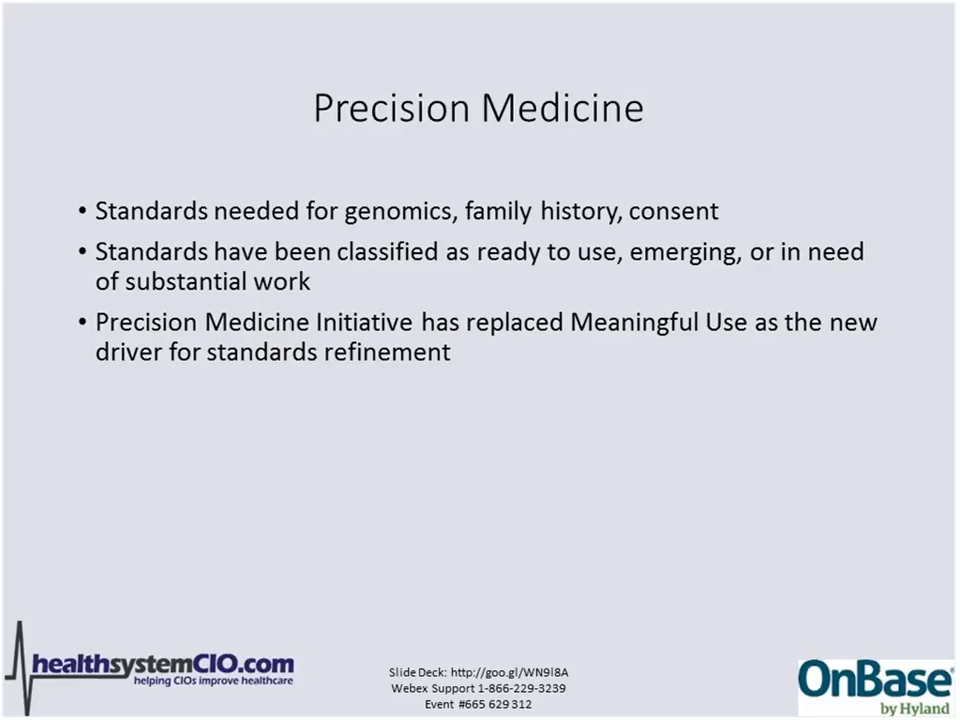 Precision Medicine
• Standards needed for genomics, family history, consent
• Standards have been classified as ready to use, emerging, or in need
of substantial work
• Precision Medicine Initiative has replaced Meaningful Use as the new
driver for standards refinement
healthsystemCIO.com
helping CIOs improve healthcare
Slide Deck: http://goo.gl/WN9l8A
Webex Support 1-866-229-3239
Event #665 629 312
OnBase®
by Hyland